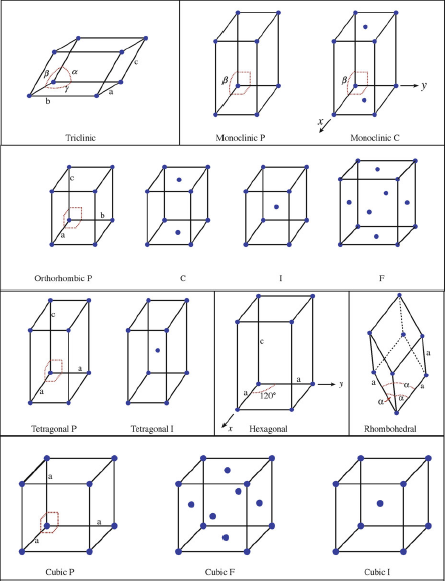 β α c
γ
b a
Triclinic
β β y
x
Monoclinic P Monoclinic C
c
b
a
Orthorhombic P C I F
c
a
a
Tetragonal P Tetragonal I
c
a
a 120° y
x
Hexagonal
a
a α a
α α
Rhombohedral
a
a
a
Cubic P Cubic F Cubic I